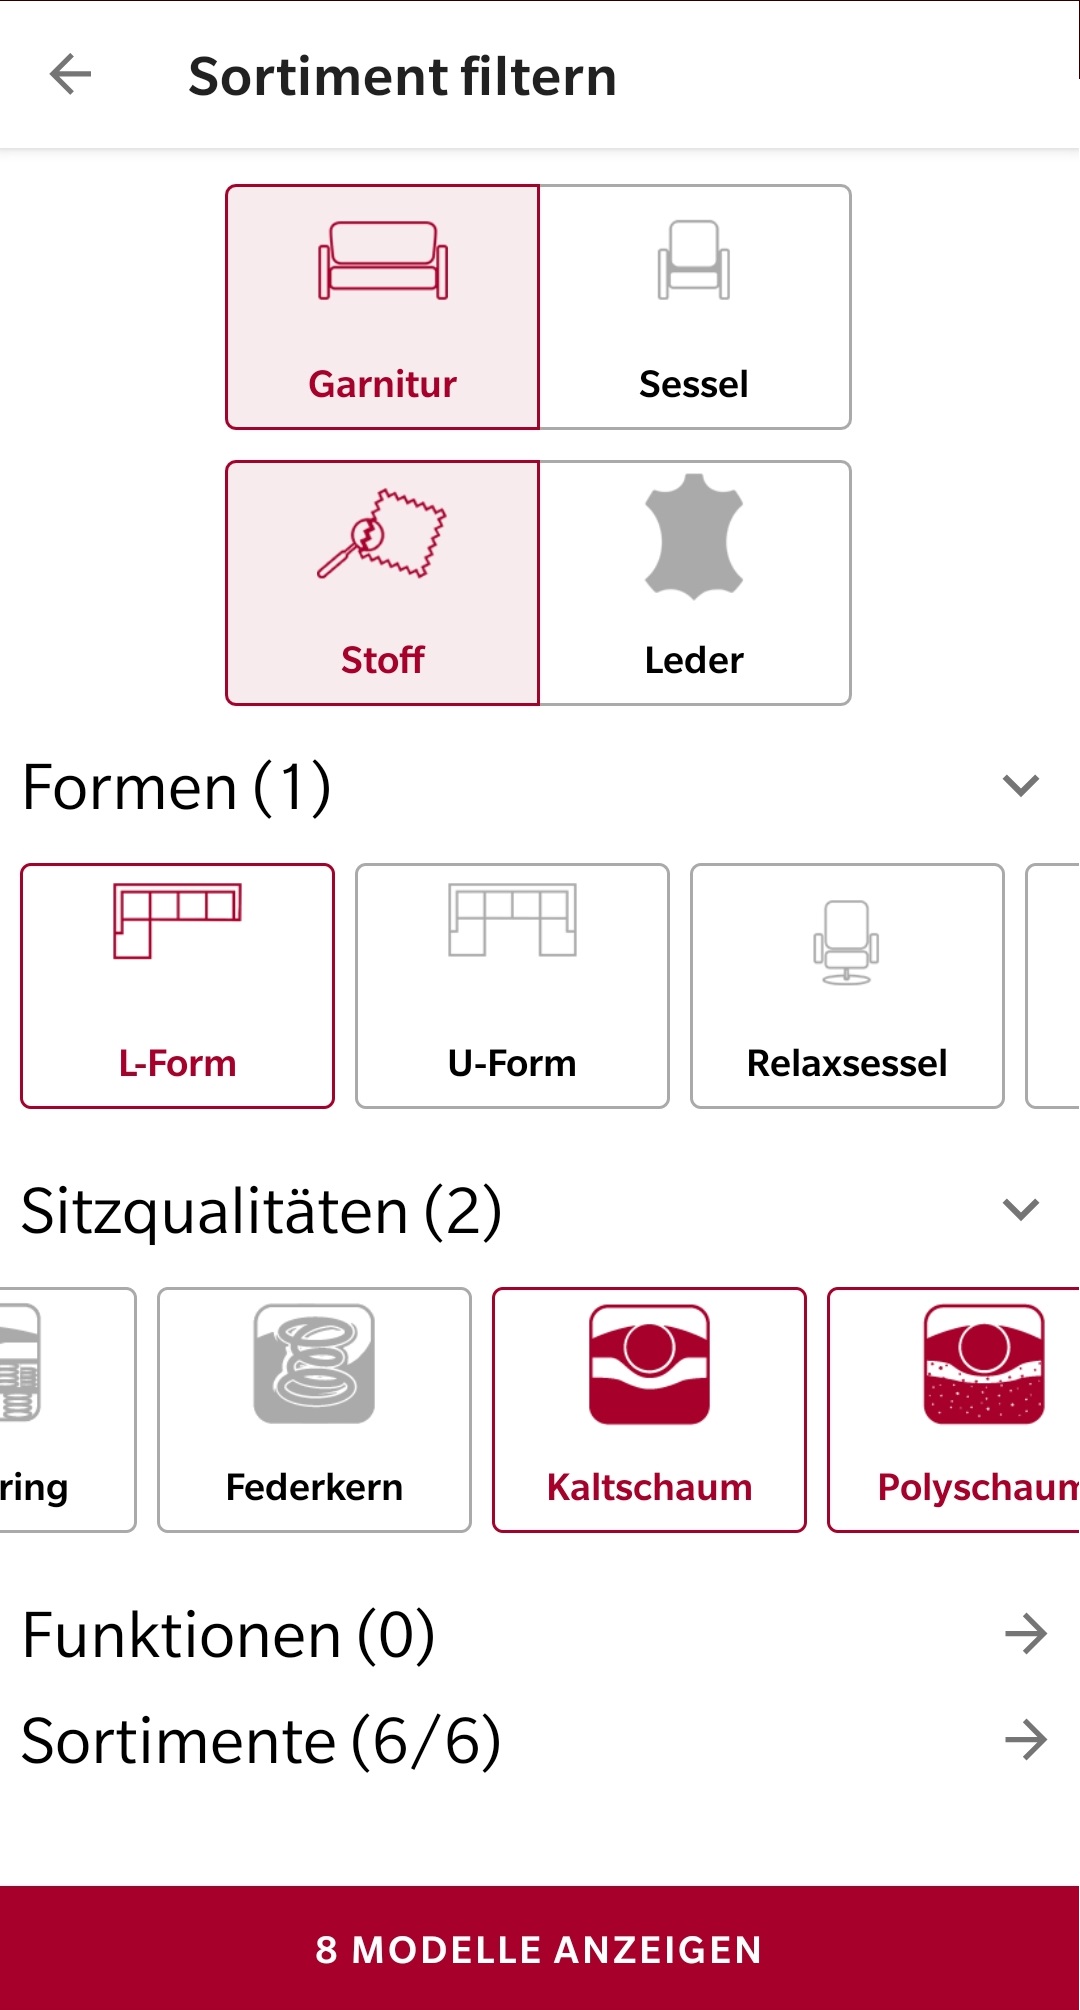 Sortiment filtern
Garnitur
Sessel
Stoff
Leder
Formen (1)
L-Form
U-Form
Relaxsessel
Sitzqualitäten (2)
ring
Federkern
Kaltschaum
Polyschaum
Funktionen (0)
Sortimente (6/6)
8 MODELLE ANZEIGEN